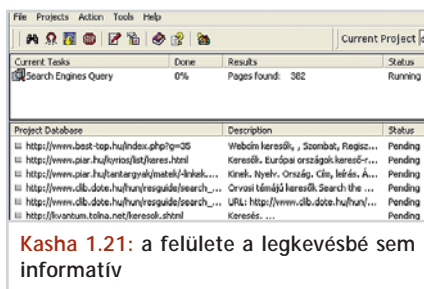 File Projects Action Tools Help
Current Project
Current Tasks Done Results Status
Search Engines Query 0% Pages found: 382 Running
Project Database Description Status
http://www.best-top.hu/index.php?g=35 Webcím keresők, , Szombat, Regisz... Pending
http://www.piar.hu/kyrios/list/keres.html Keresők. Európai országok kereső-r... Pending
http://www.piar.hu/tantargyak/matek/-linkek.... Kinek. Nyelv. Ország. Cím, leírás. Á... Pending
http://www.clib.dote.hu/hun/resguide/search_... Orvosi témájú keresők Search the ... Pending
http://www.clib.dote.hu/hun/resguide/search_... URL: http://www.clib.dote.hu/hun/... Pending
http://kvantum.tolna.net/keresok.shtml Keresés. ... Pending
Kasha 1.21: a felülete a legkevésbé sem
informatív